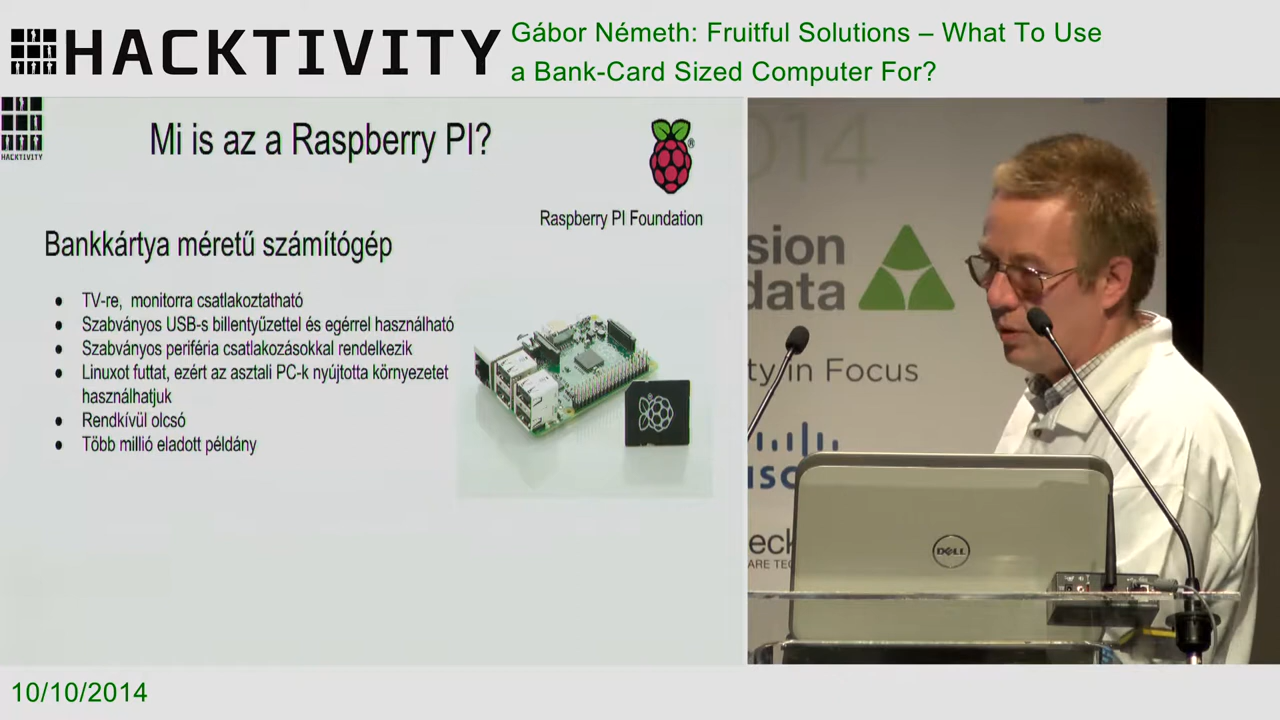 HACKTIVITY
Gábor Németh: Fruitful Solutions – What To Use
a Bank-Card Sized Computer For?
HACKTIVITY
Mi is az a Raspberry PI?
®
Raspberry PI Foundation
Bankkártya méretű számítógép
• TV-re, monitorra csatlakoztatható
• Szabványos USB-s billentyűzettel és egérrel használható
• Szabványos periféria csatlakozásokkal rendelkezik
• Linuxot futtat, ezért az asztali PC-k nyújtotta környezetet
használhatjuk
• Rendkívül olcsó
• Több millió eladott példány
014
sion
data
ty in Focus
isco
eck
ARE TEC
DELL
10/10/2014